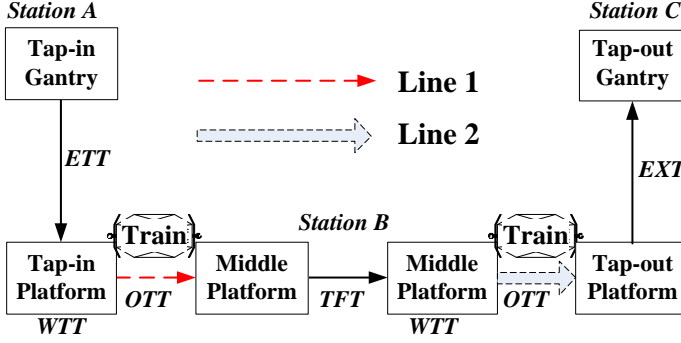 Station A
Station C
Tap-in
Gantry
Tap-out
Gantry
Line 1
Line 2
ETT
EXT
Station B
Train
Train
Tap-in
Platform
OTT
Middle
Platform
TFT
Middle
Platform
OTT
Tap-out
Platform
WTT
WTT